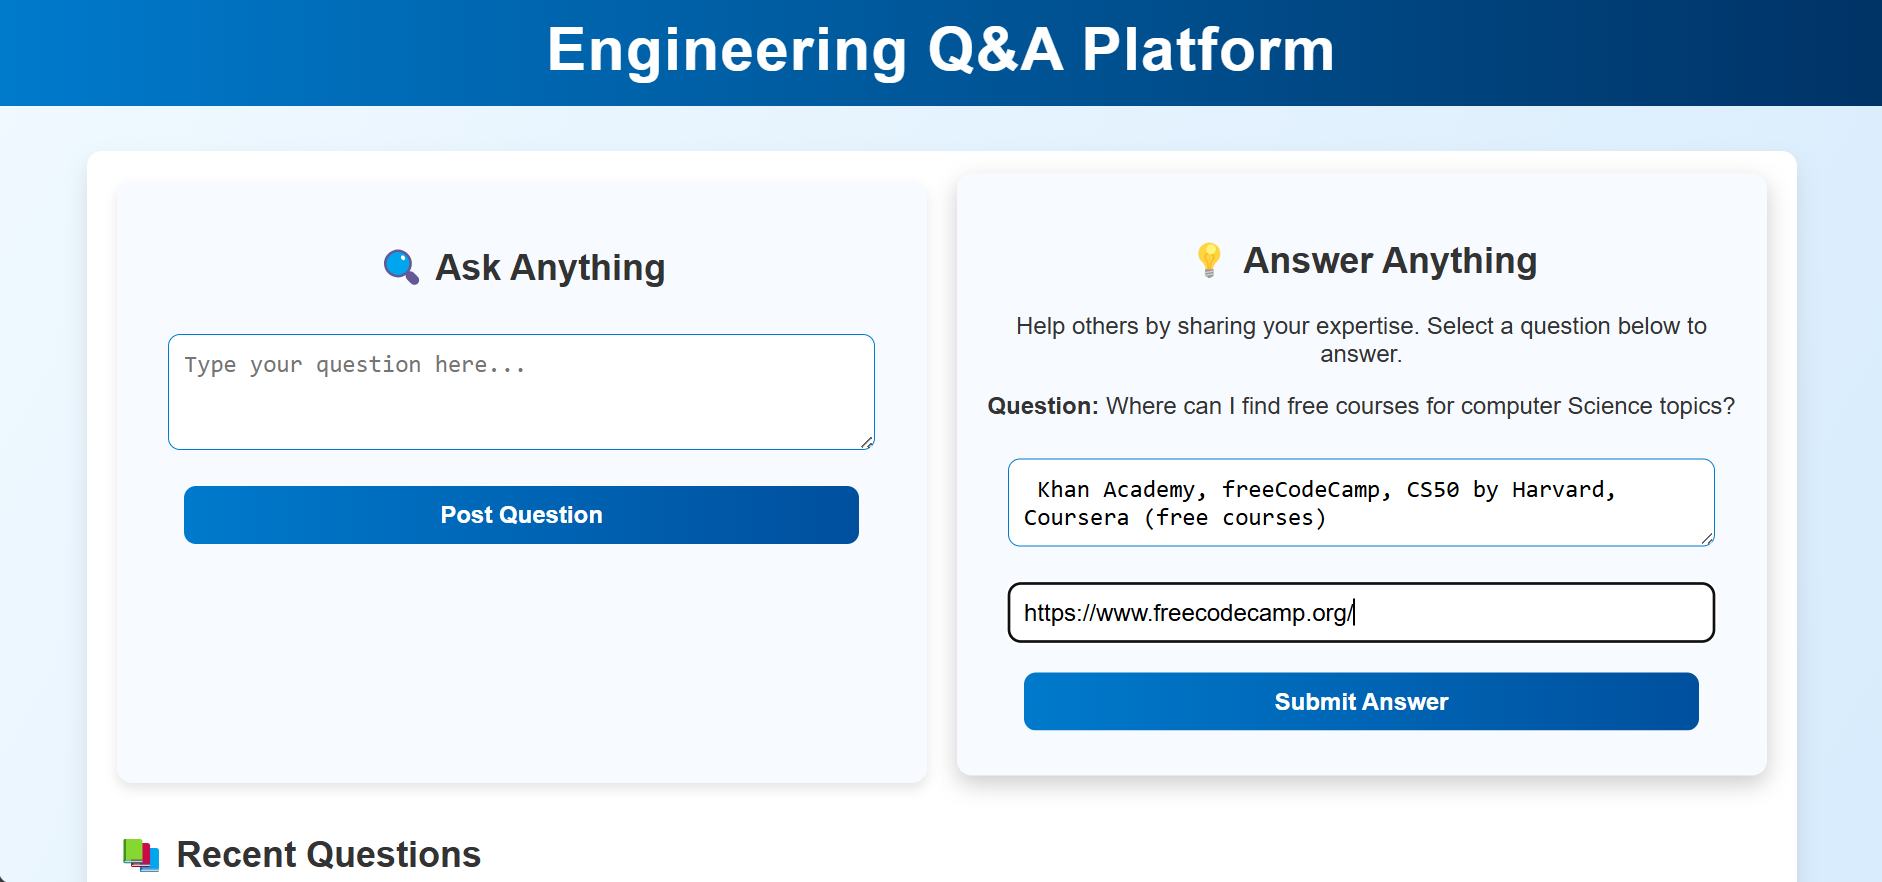 Engineering Q&A Platform
Ask Anything
Type your question here...
Post Question
Answer Anything
Help others by sharing your expertise. Select a question below to
answer.
Question: Where can I find free courses for computer Science topics?
Khan Academy, freeCodeCamp, CS50 by Harvard,
Coursera (free courses)
https://www.freecodecamp.org/
Submit Answer
Recent Questions